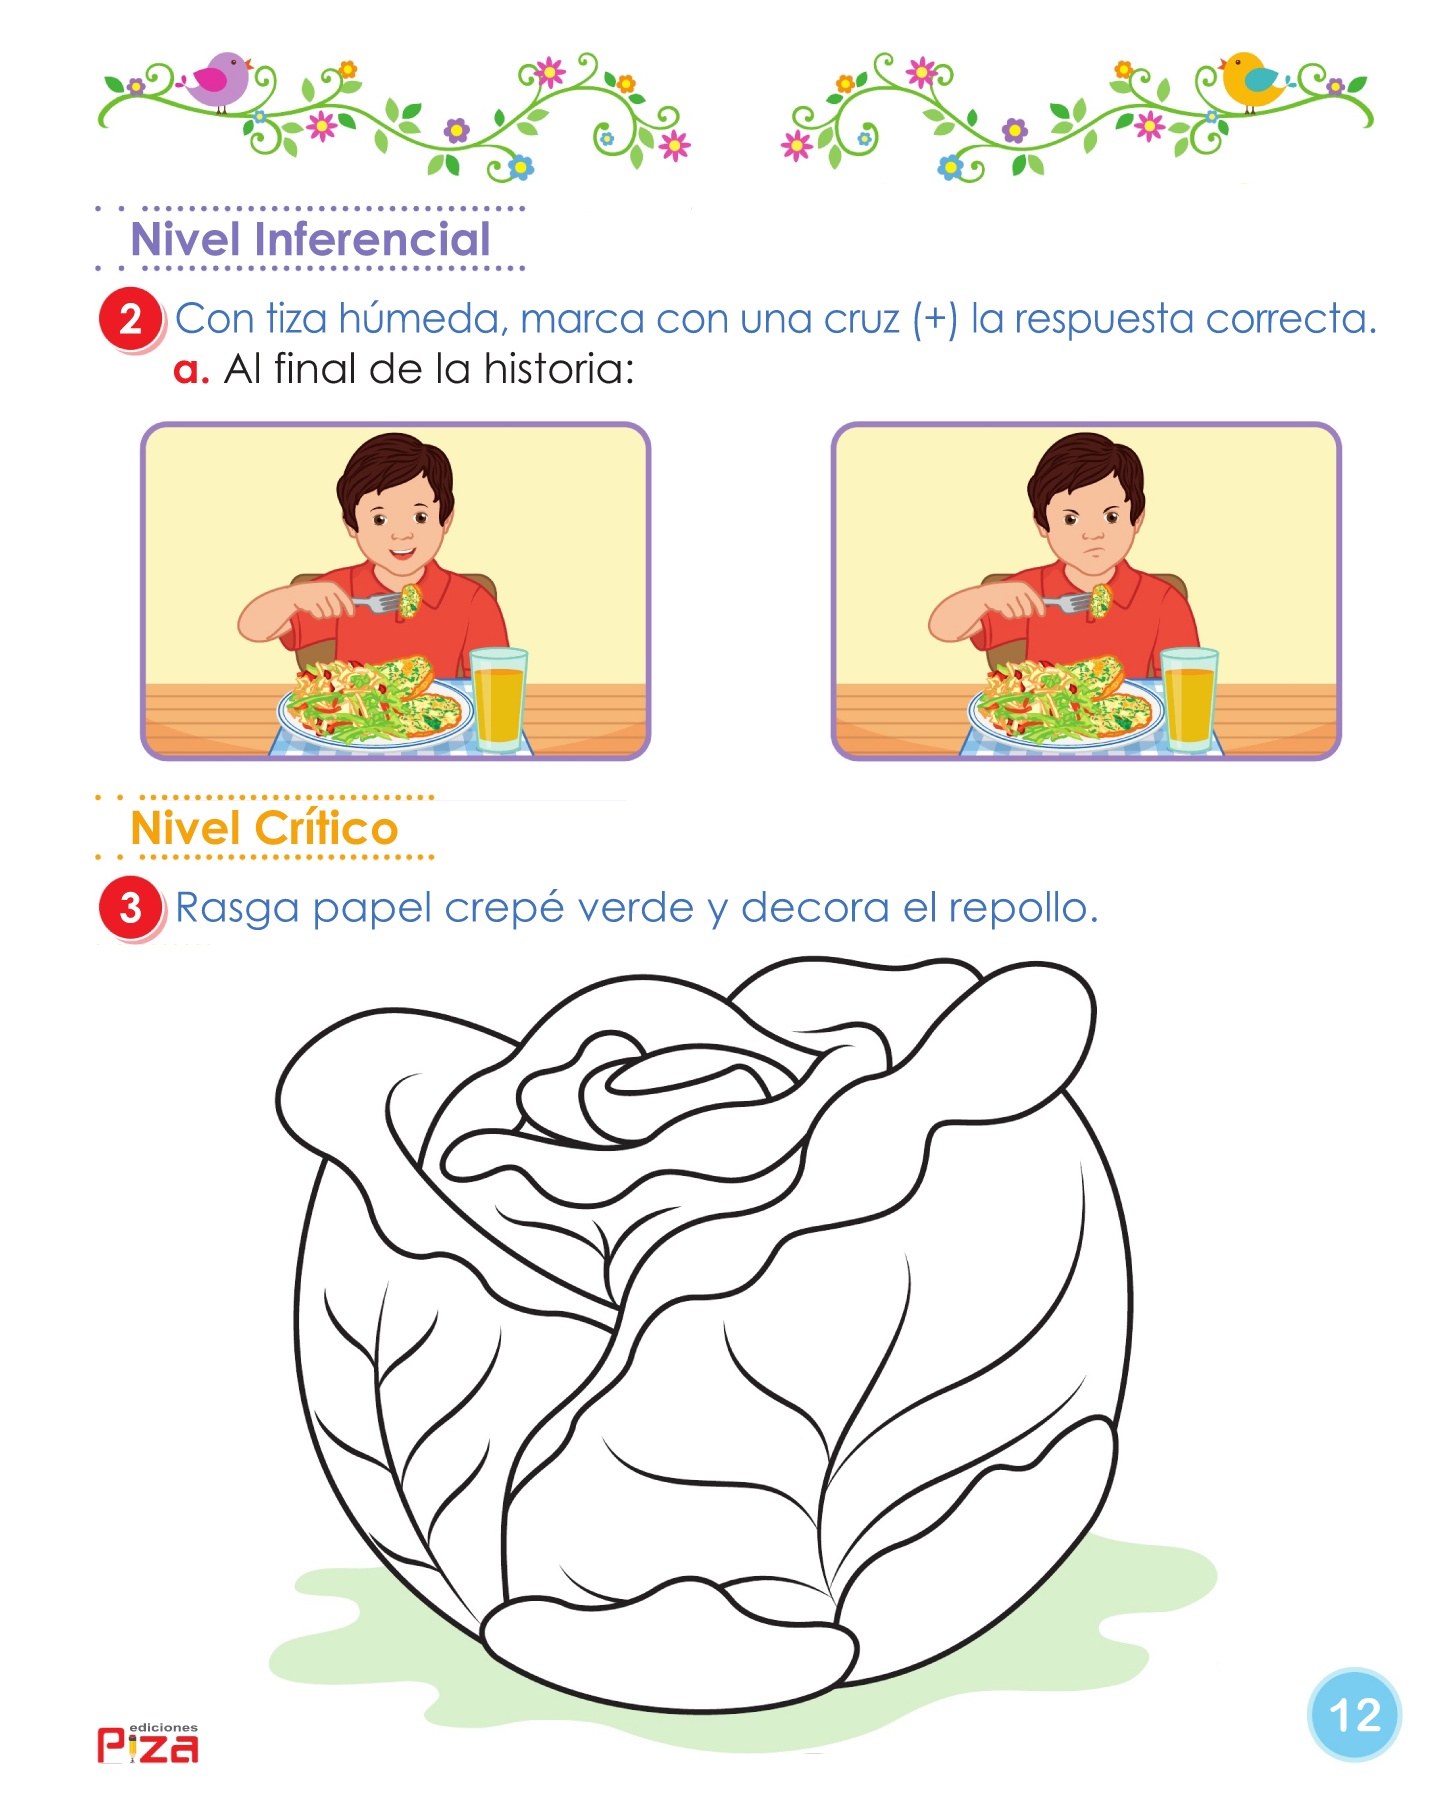 Nivel Inferencial
2 Con tiza húmeda, marca con una cruz (+) la respuesta correcta.
a. Al final de la historia:
Nivel Crítico
3 Rasga papel crepé verde y decora el repollo.
ediciones
Piza
12